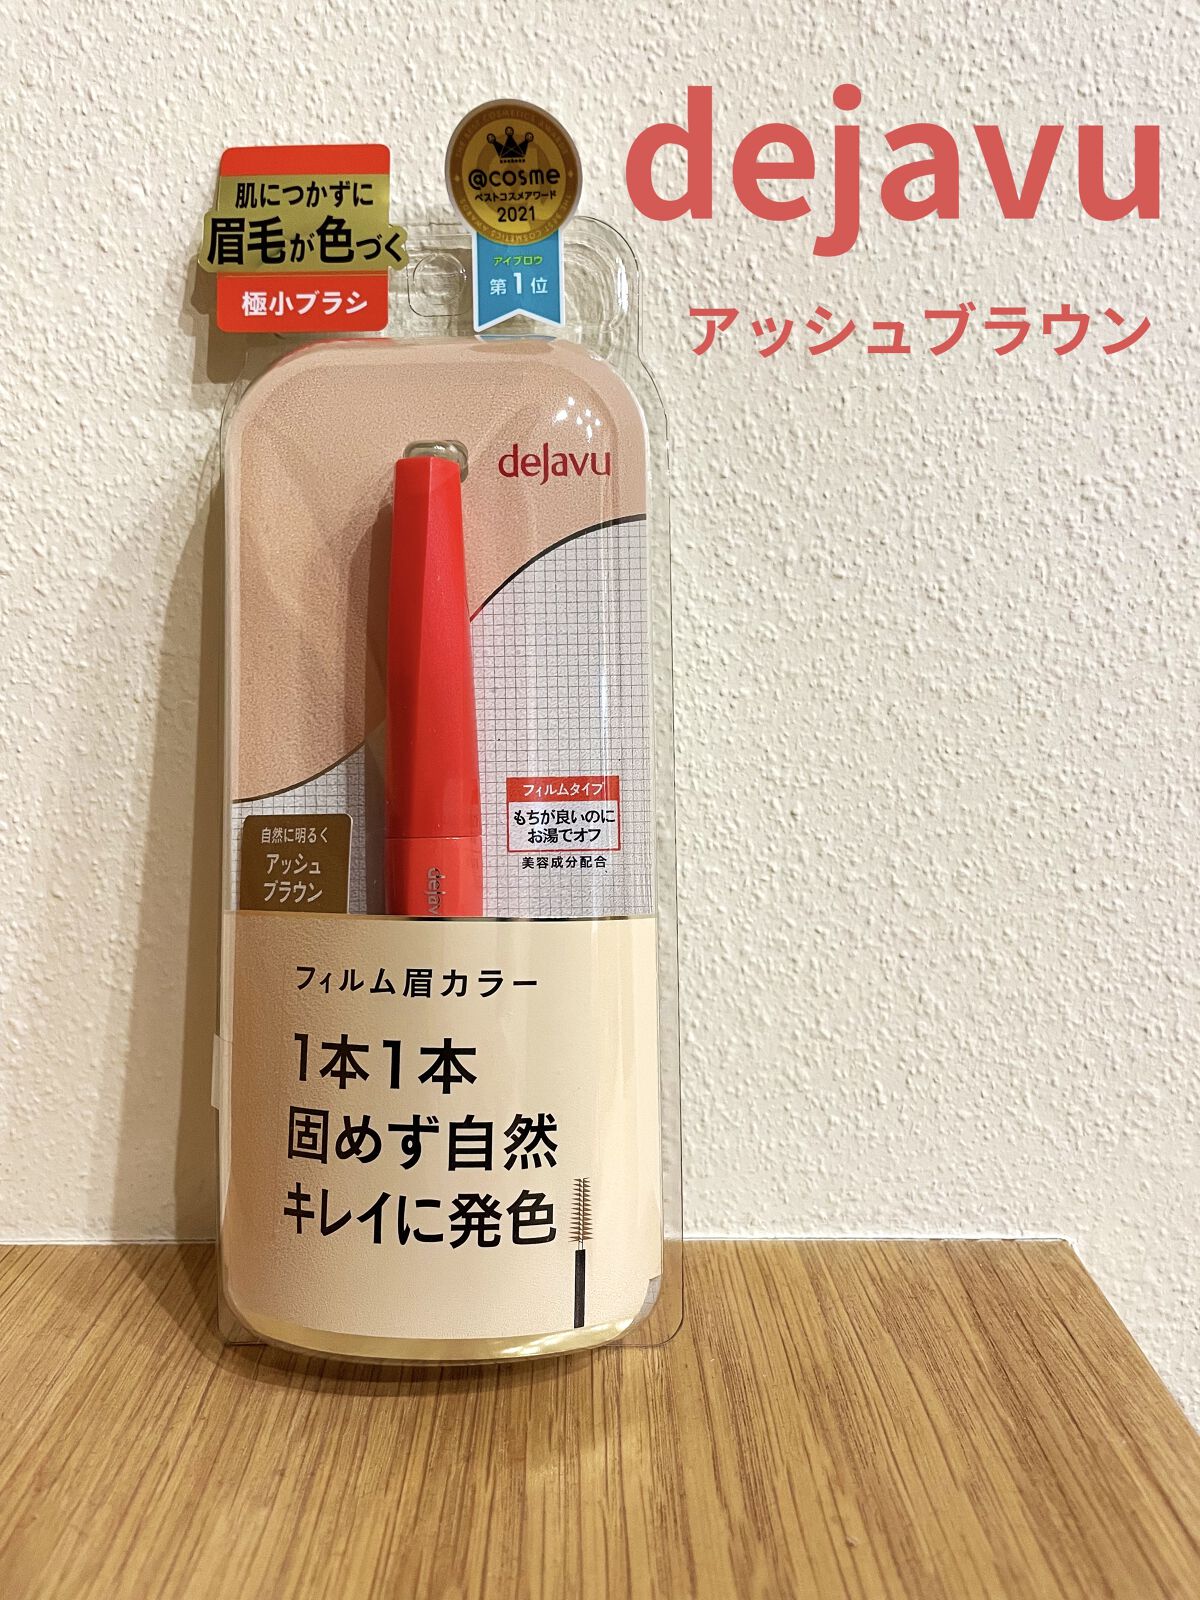 dejavu
アッシュブラウン
肌につかずに
眉毛が色づく
極小ブラシ
@cosme
ベストコスメアワード
2021
アイブロウ
第1位
dejavu
フィルムタイプ
もちが良いのに
お湯でオフ
美容成分配合
自然に明るく
アッシュ
ブラウン
dejav
フィルム眉カラー
1本1本
固めず自然
キレイに発色